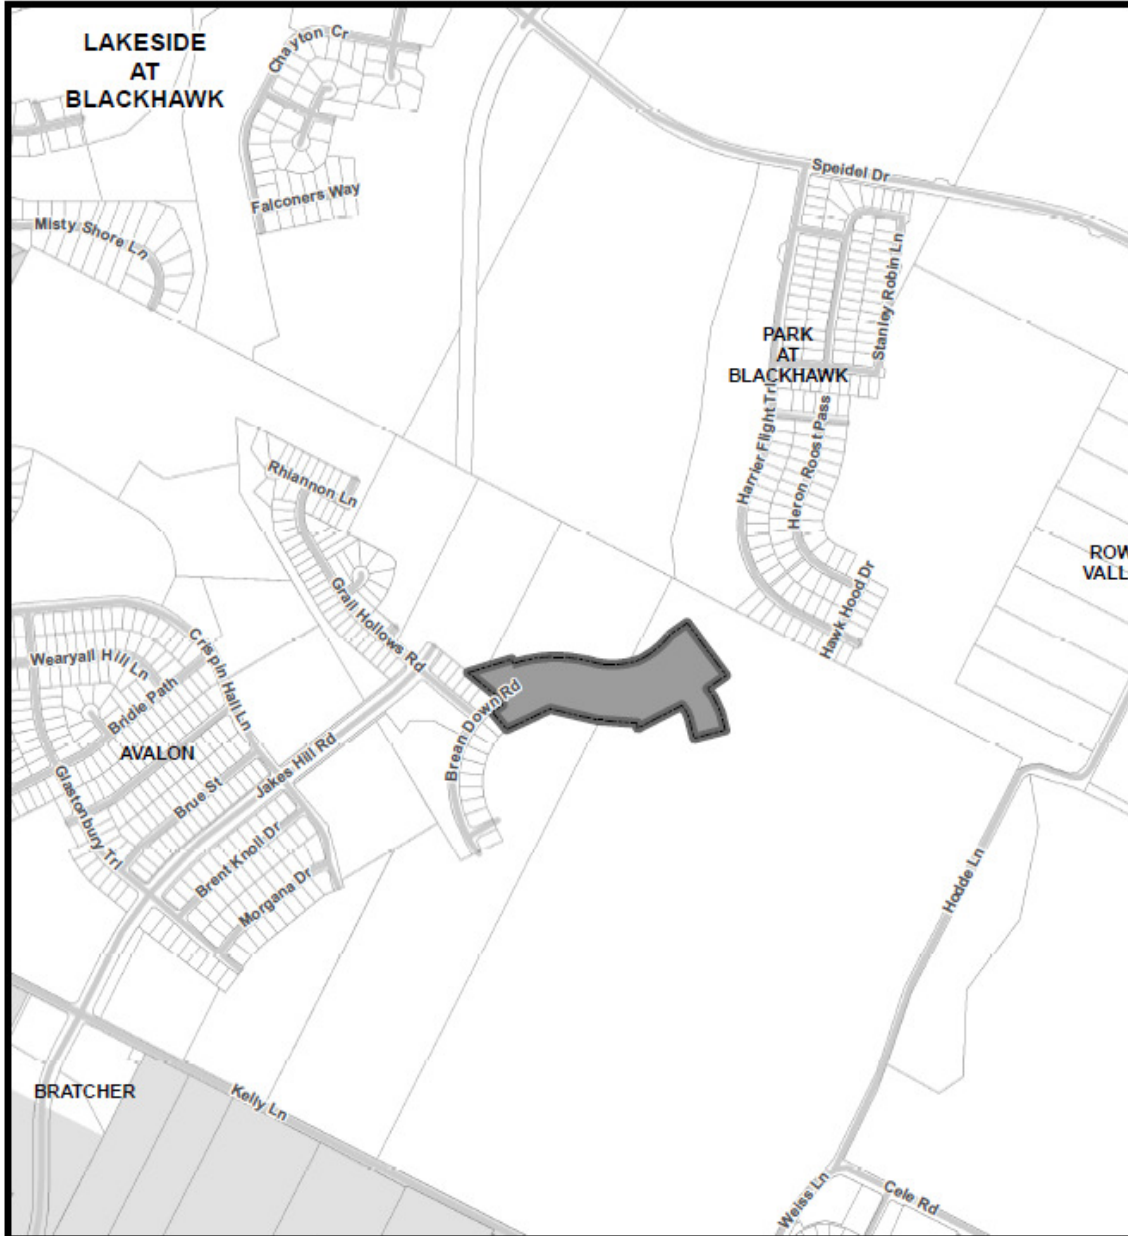 LAKESIDE
AT
BLACKHAWK
Chayton Cr
Falconers Way
Misty Shore Ln
Speidel Dr
Stanley Robin Ln
PARK
AT
BLACKHAWK
Harrier Flight Trl
Heron Roost Pass
Hawk Hood Dr
ROW
VALL
Rhiannon Ln
Grail Hollows Rd
Crispin Hall Ln
Wearyall Hill Ln
Bridie Path
AVALON
Glastonbury Trl
Brue St
Jakes Hill Rd
Brean Down Rd
Brent Knoll Dr
Morgana Dr
Hodde Ln
BRATCHER
Kelly Ln
Weiss Ln
Cele Rd